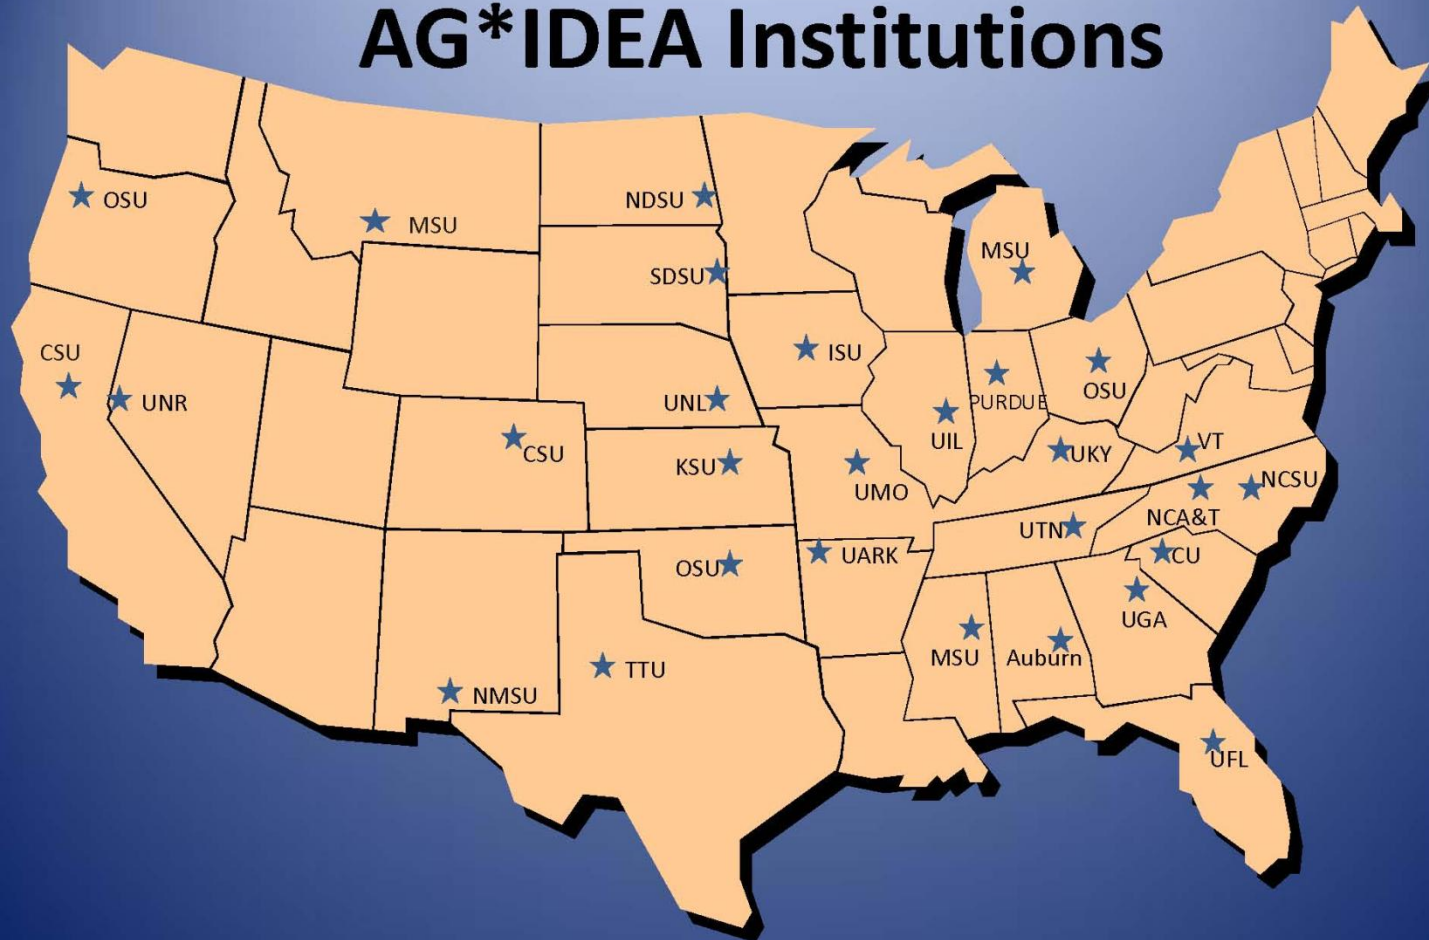 AG*IDEA Institutions
OSU
MSU
NDSU
MSU
SDSU
CSU
ISU
UNR
UNL
PURDUE
OSU
CSU
KSU
UMO
UIL
UKY
VT
NCSU
NCA&T
UTN
OSU
UARK
CU
UGA
MSU
Auburn
TTU
NMSU
UFL